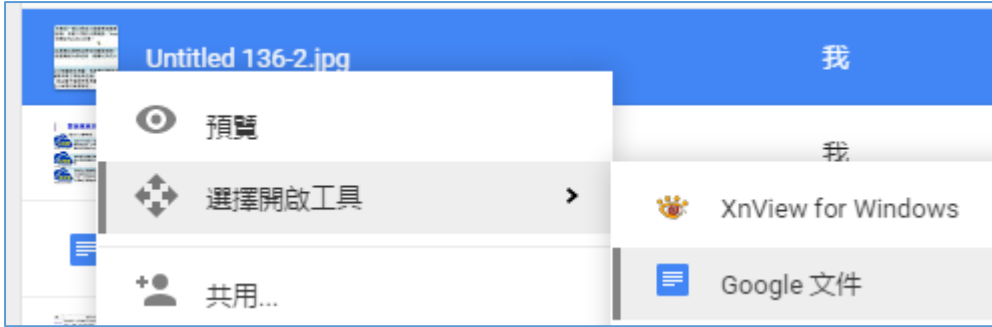 Untitled 136-2.jpg
我
預覽
我
選擇開啟工具
XnView for Windows
Google 文件
共用...